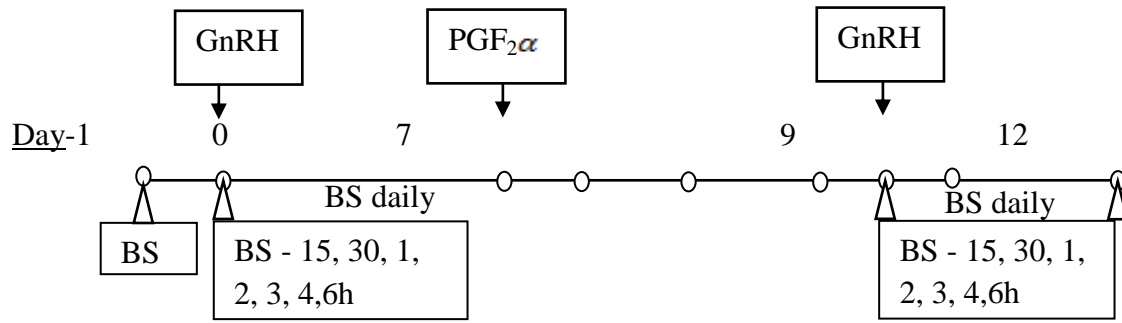 GnRH
PGF₂α
GnRH
Day-1 0 7 9 12
BS daily
BS daily
BS
BS - 15, 30, 1,
2, 3, 4,6h
BS - 15, 30, 1,
2, 3, 4,6h